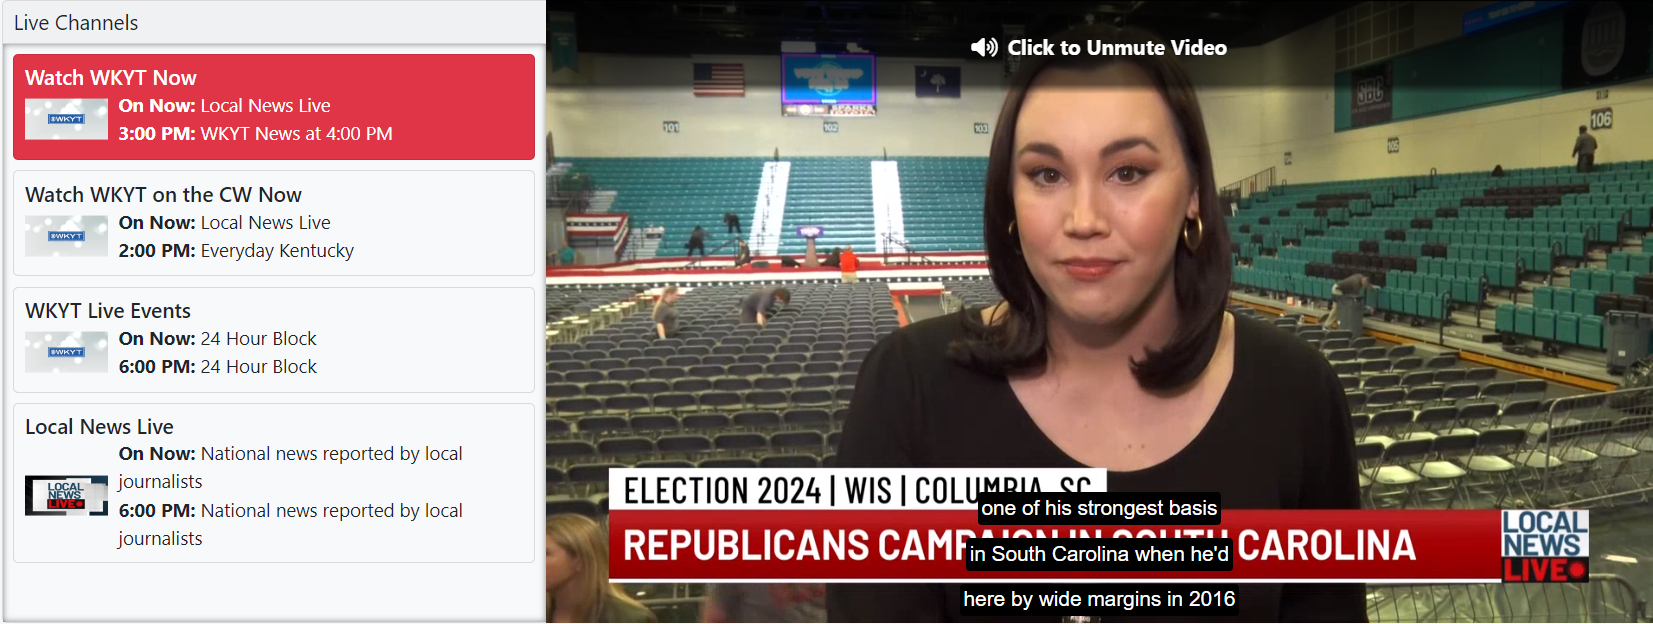 Live Channels
Watch WKYT Now
WKYT
On Now: Local News Live
3:00 PM: WKYT News at 4:00 PM
Watch WKYT on the CW Now
WKYT
On Now: Local News Live
2:00 PM: Everyday Kentucky
WKYT Live Events
WKYT
On Now: 24 Hour Block
6:00 PM: 24 Hour Block
Local News Live
LOCAL
NEWS
LIVE
On Now: National news reported by local
journalists
6:00 PM: National news reported by local
journalists
Click to Unmute Video
SBC
SPARKS
101
102
103
105
106
ELECTION 2024 | WIS | COLUMBIA, SC
one of his strongest basis
REPUBLICANS CAMPAIGN IN SOUTH CAROLINA
in South Carolina when he'd
here by wide margins in 2016
LOCAL
NEWS
LIVE